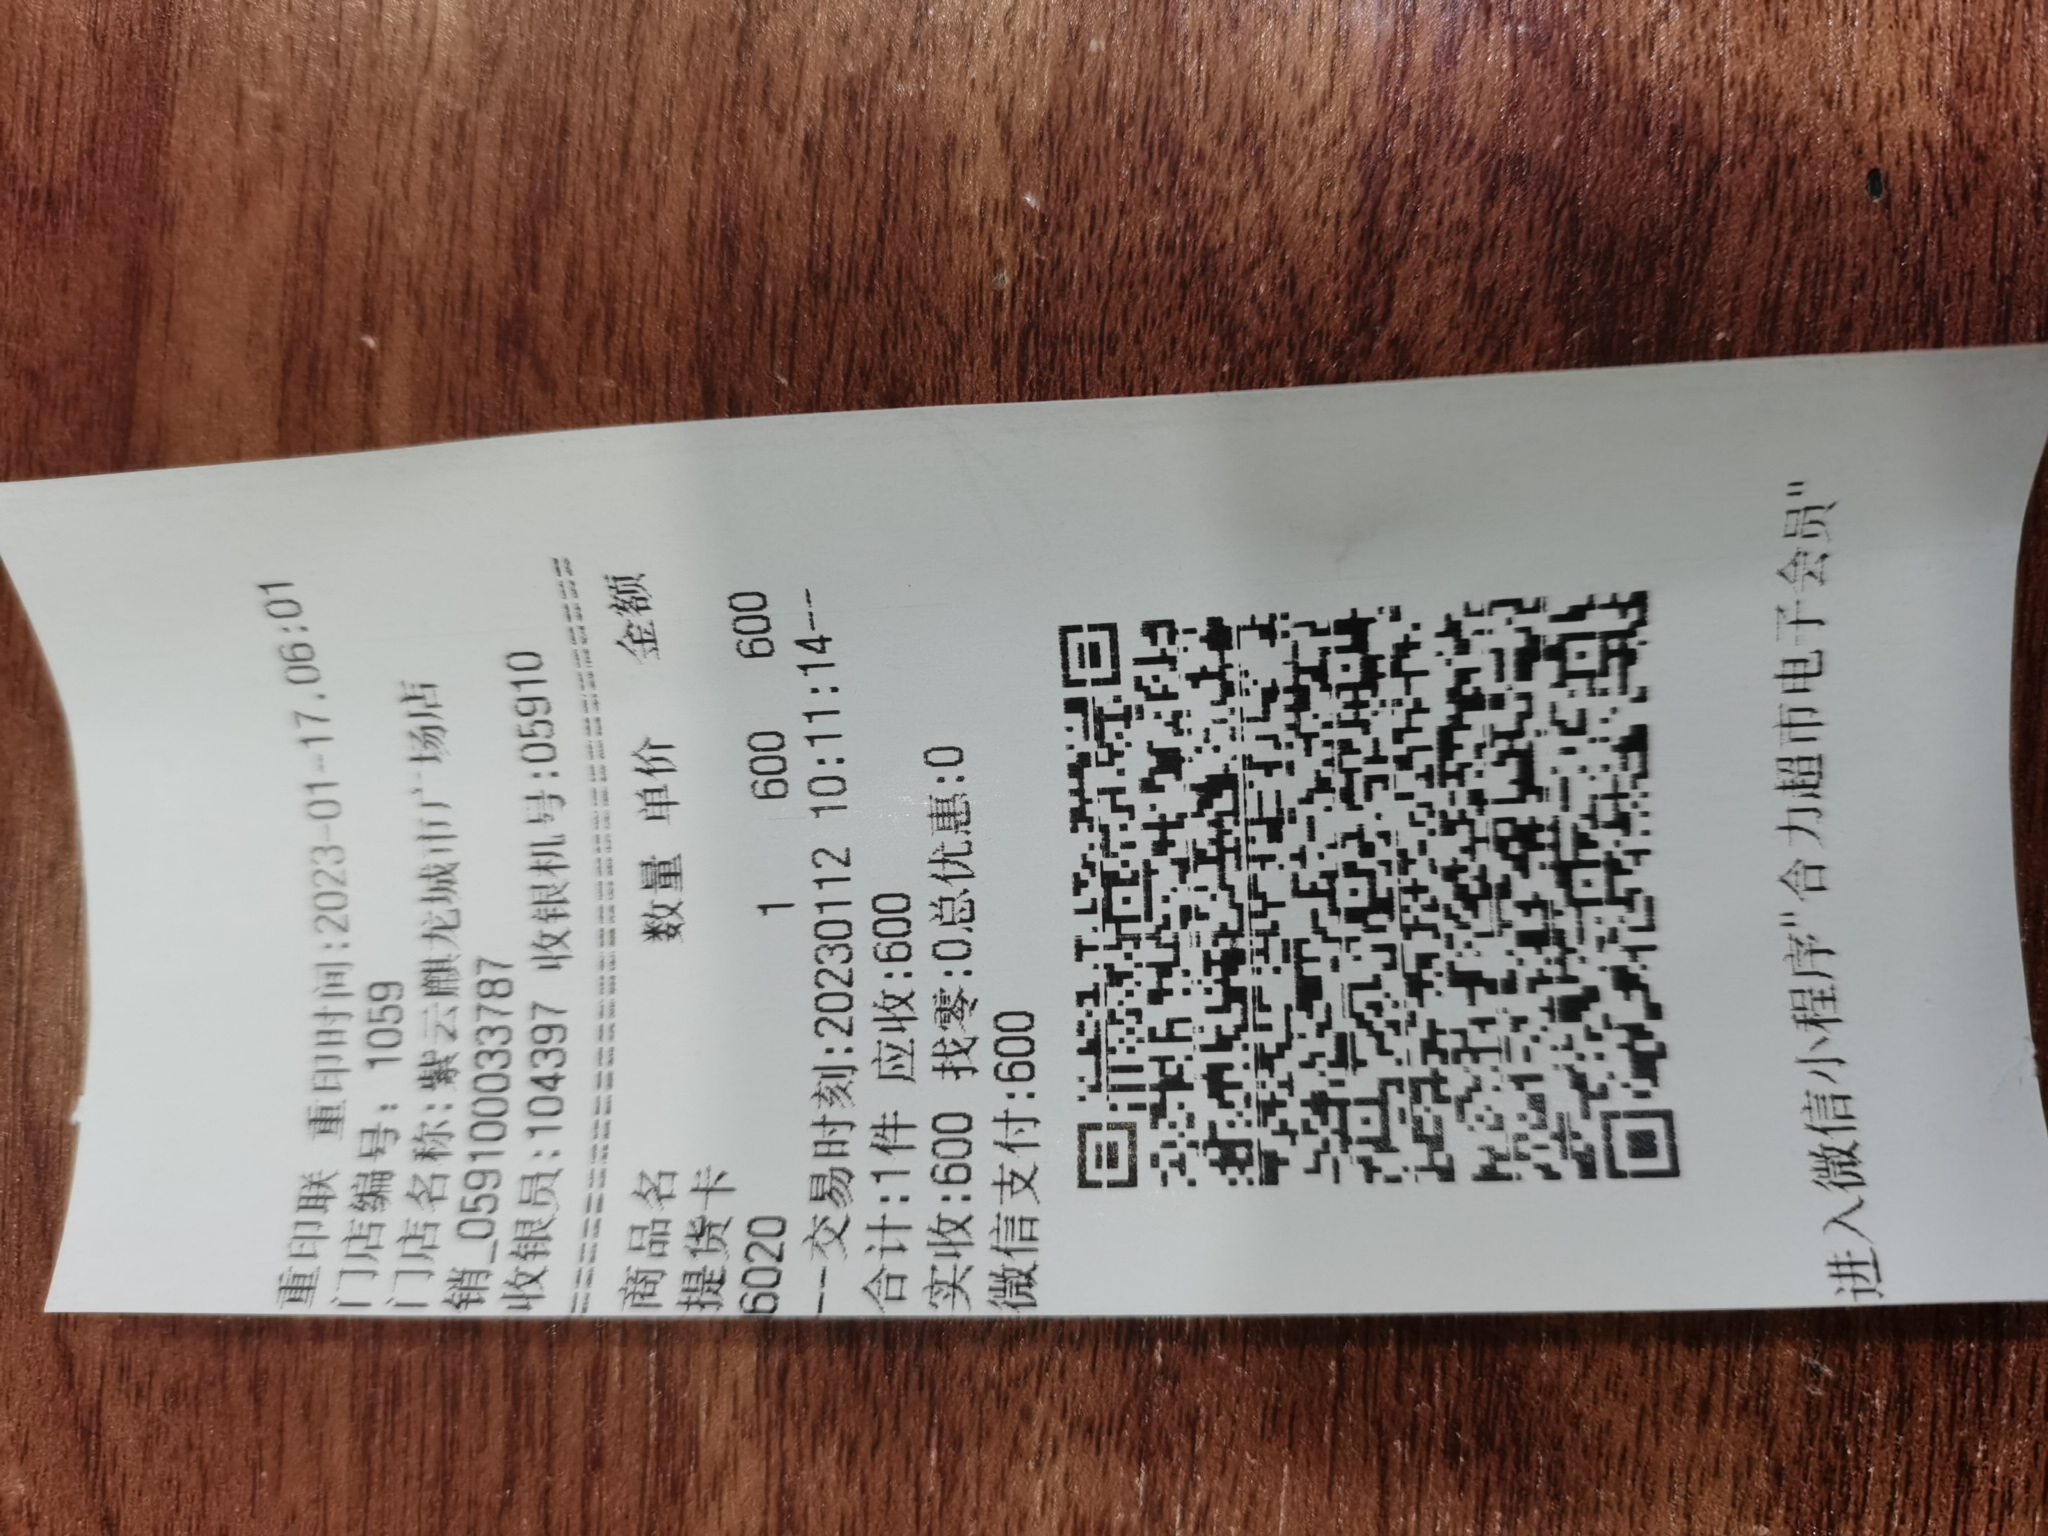 重印联 重印时间:2023-01-17.06:01
门店编号: 1059
门店名称:紫云麒龙城市广场店
销_0591000033787
收银员:104397 收银机号:05910
==========================================
商品名 数量 单价 金额
提货卡
6020 1 600 600
--交易时刻:20230112 10:11:14--
合计:1件 应收:600
实收:600 找零:0总优惠:0
微信支付:600
进入微信小程序"合力超市电子会员"